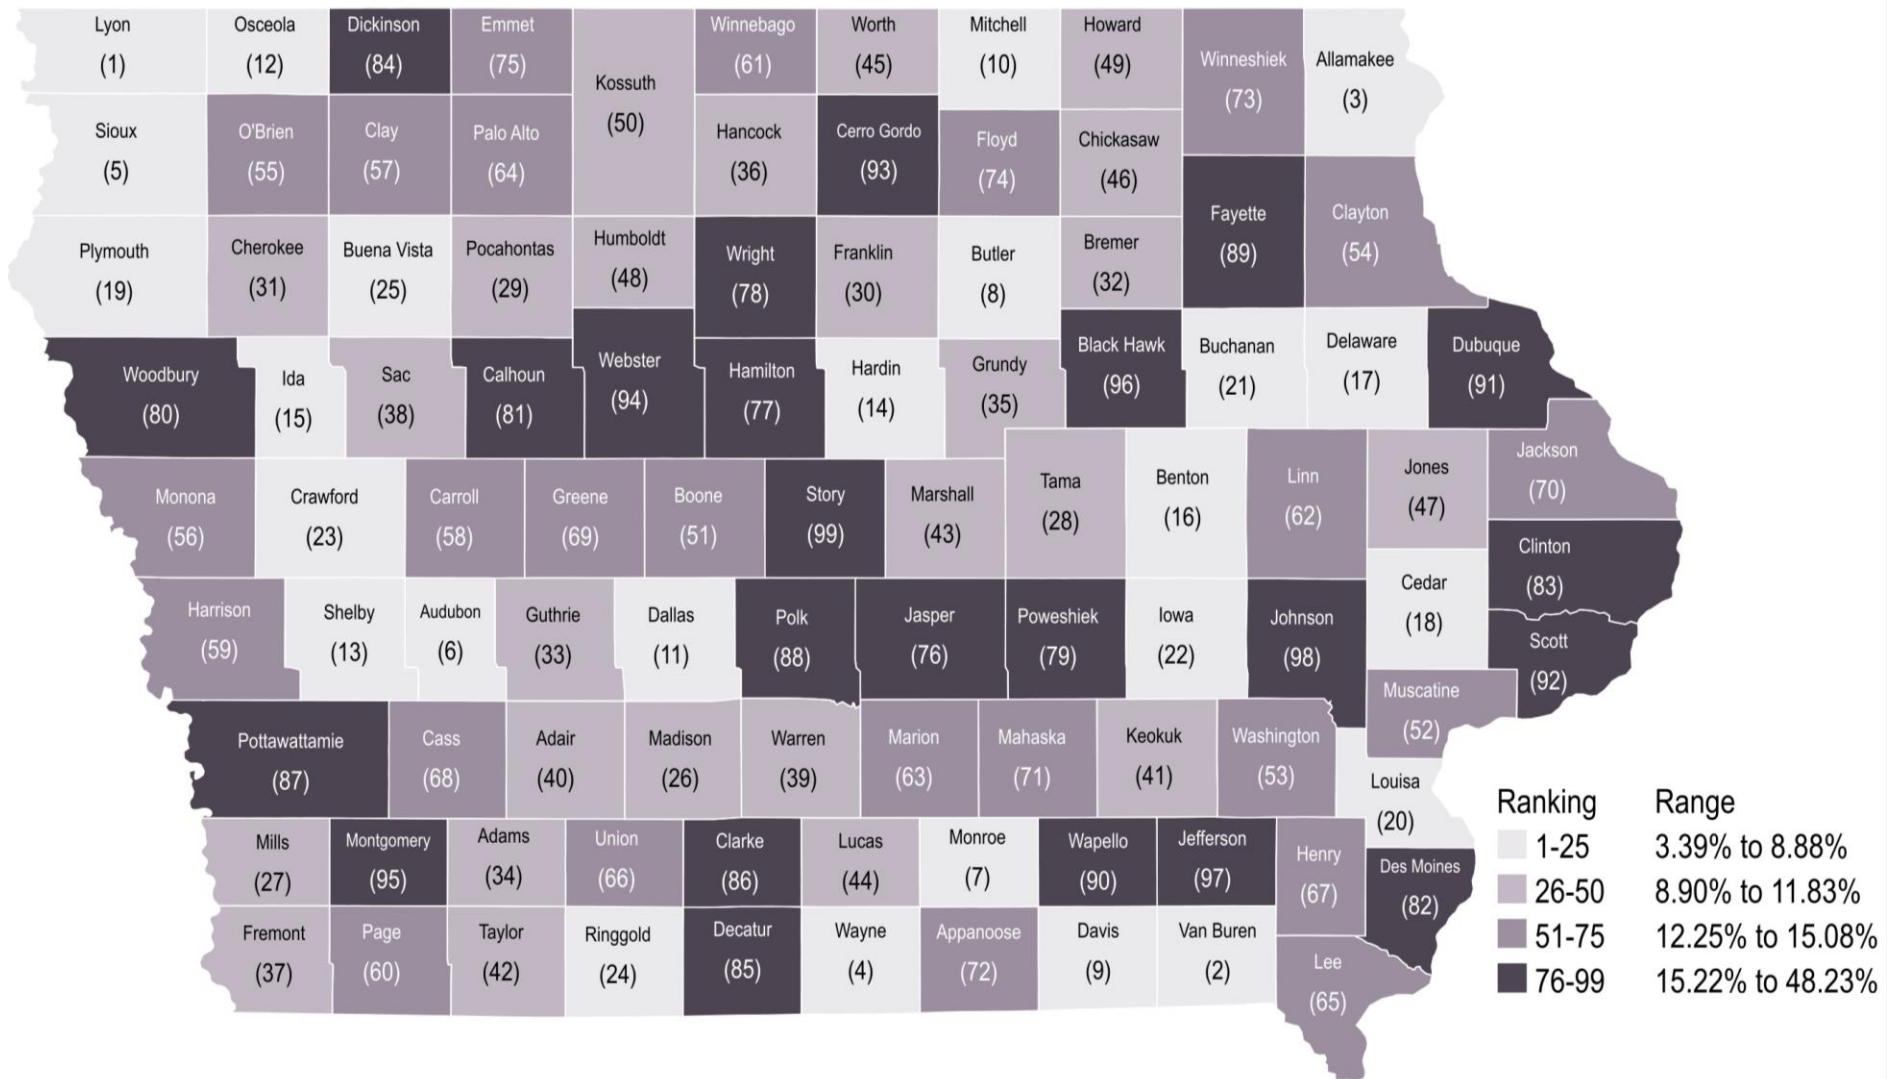 Lyon
(1)
Osceola
(12)
Dickinson
(84)
Emmet
(75)
Kossuth
(50)
Winnebago
(61)
Worth
(45)
Mitchell
(10)
Howard
(49)
Winneshiek
(73)
Allamakee
(3)
Sioux
(5)
O'Brien
(55)
Clay
(57)
Palo Alto
(64)
Hancock
(36)
Cerro Gordo
(93)
Floyd
(74)
Chickasaw
(46)
Fayette
(89)
Clayton
(54)
Plymouth
(19)
Cherokee
(31)
Buena Vista
(25)
Pocahontas
(29)
Humboldt
(48)
Wright
(78)
Franklin
(30)
Butler
(8)
Bremer
(32)
Woodbury
(80)
Ida
(15)
Sac
(38)
Calhoun
(81)
Webster
(94)
Hamilton
(77)
Hardin
(14)
Grundy
(35)
Black Hawk
(96)
Buchanan
(21)
Delaware
(17)
Dubuque
(91)
Monona
(56)
Crawford
(23)
Carroll
(58)
Greene
(69)
Boone
(51)
Story
(99)
Marshall
(43)
Tama
(28)
Benton
(16)
Linn
(62)
Jones
(47)
Jackson
(70)
Clinton
(83)
Harrison
(59)
Shelby
(13)
Audubon
(6)
Guthrie
(33)
Dallas
(11)
Polk
(88)
Jasper
(76)
Poweshiek
(79)
Iowa
(22)
Johnson
(98)
Cedar
(18)
Scott
(92)
Muscatine
(52)
Pottawattamie
(87)
Cass
(68)
Adair
(40)
Madison
(26)
Warren
(39)
Marion
(63)
Mahaska
(71)
Keokuk
(41)
Washington
(53)
Louisa
(20)
Mills
(27)
Montgomery
(95)
Adams
(34)
Union
(66)
Clarke
(86)
Lucas
(44)
Monroe
(7)
Wapello
(90)
Jefferson
(97)
Henry
(67)
Des Moines
(82)
Fremont
(37)
Page
(60)
Taylor
(42)
Ringgold
(24)
Decatur
(85)
Wayne
(4)
Appanoose
(72)
Davis
(9)
Van Buren
(2)
Lee
(65)
Ranking Range
1-25 3.39% to 8.88%
26-50 8.90% to 11.83%
51-75 12.25% to 15.08%
76-99 15.22% to 48.23%